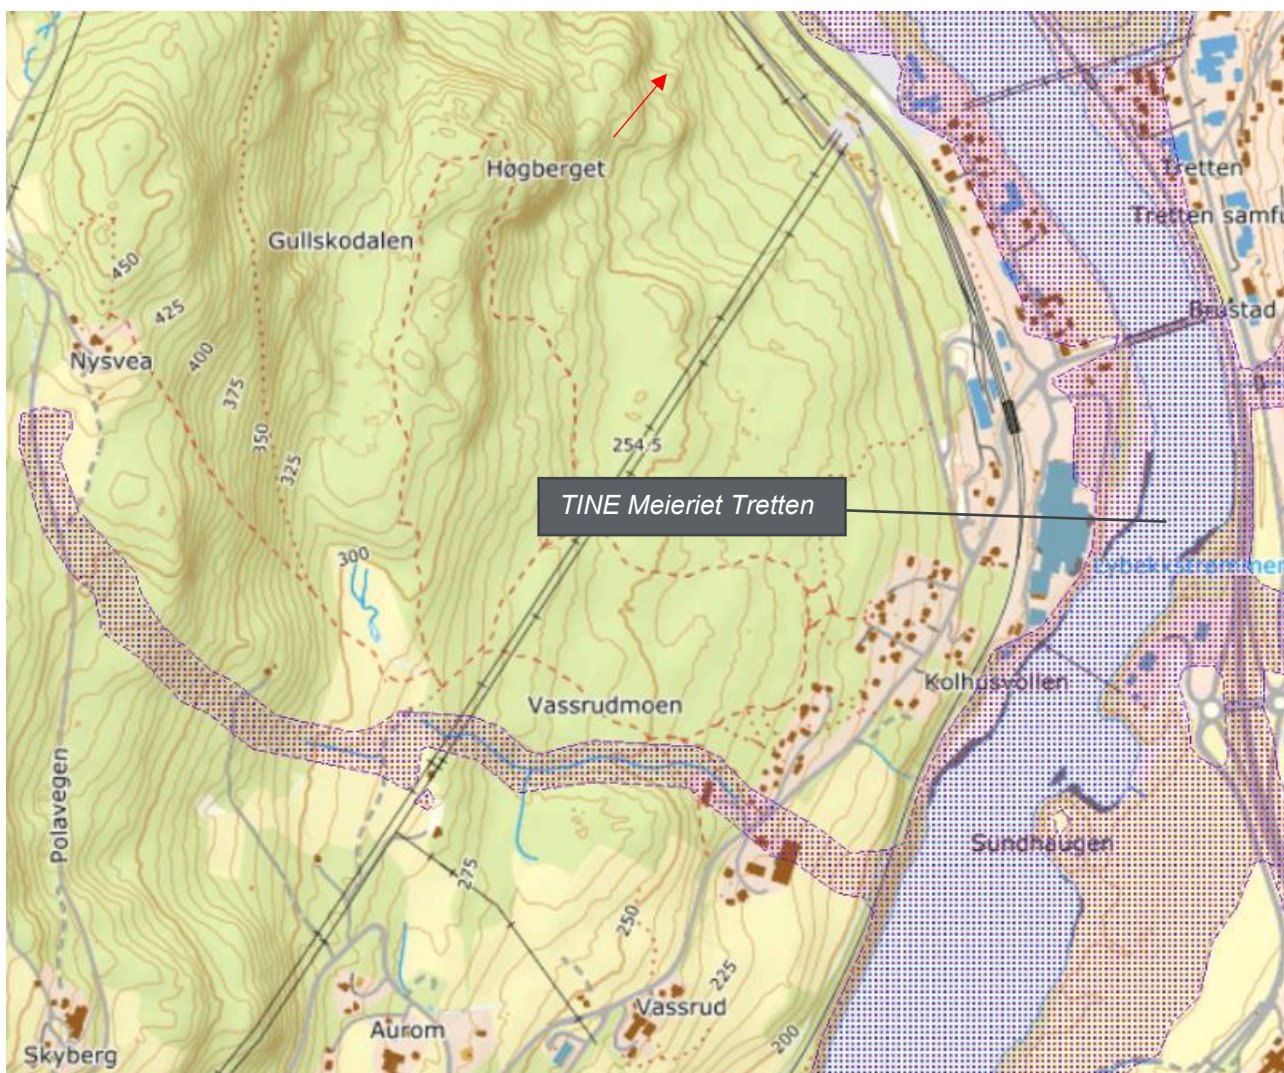 Høgberget
Tretten
Tretten samf.
Gullskodalen
450
425
Brustad
400
Nysvea
375
350
254.5
325
TINE Meieriet Tretten
300
Kolhusvollen
Vassrudmoen
Polavegen
Sundhaugen
275
250
225
Vassrud
Aurom
200
Skyberg